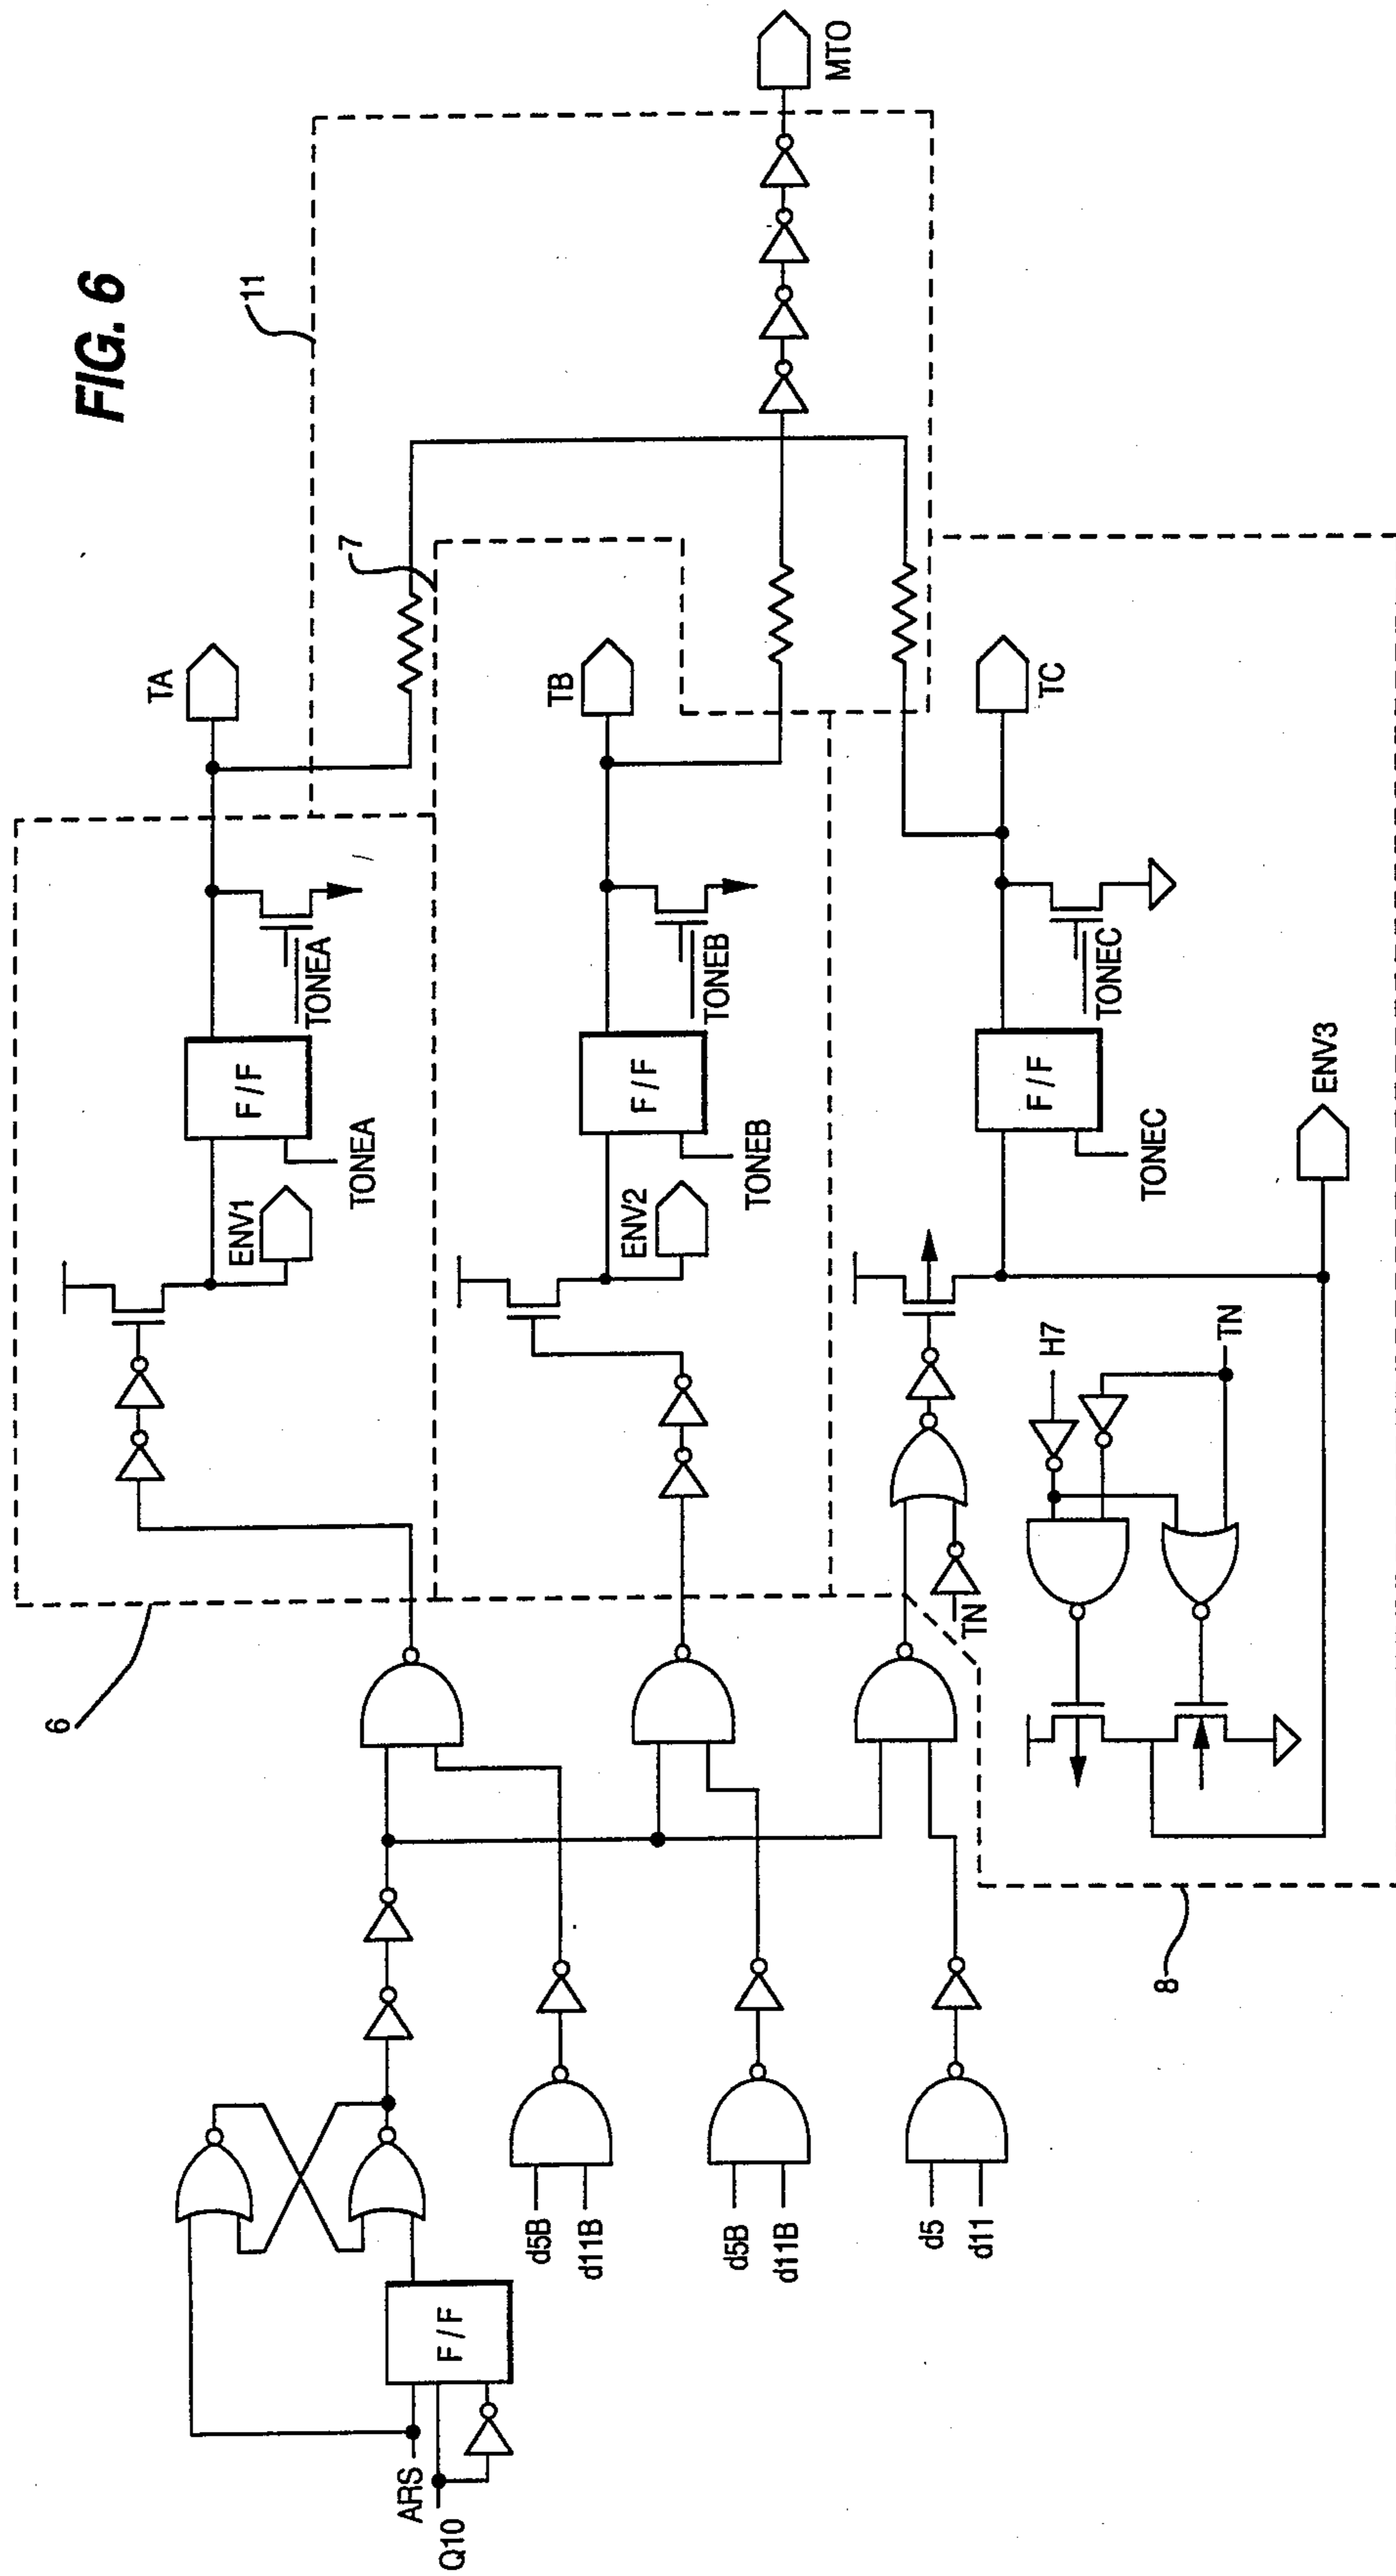 FIG. 6
11
MTO
7
TA
TB
TC
TONEA
F/F
TONEA
ENV1
TONEB
F/F
TONEB
ENV2
TONEC
F/F
TONEC
ENV3
H7
TN
TN
6
8
d5B
d11B
d5B
d11B
d5
d11
F/F
ARS
Q10